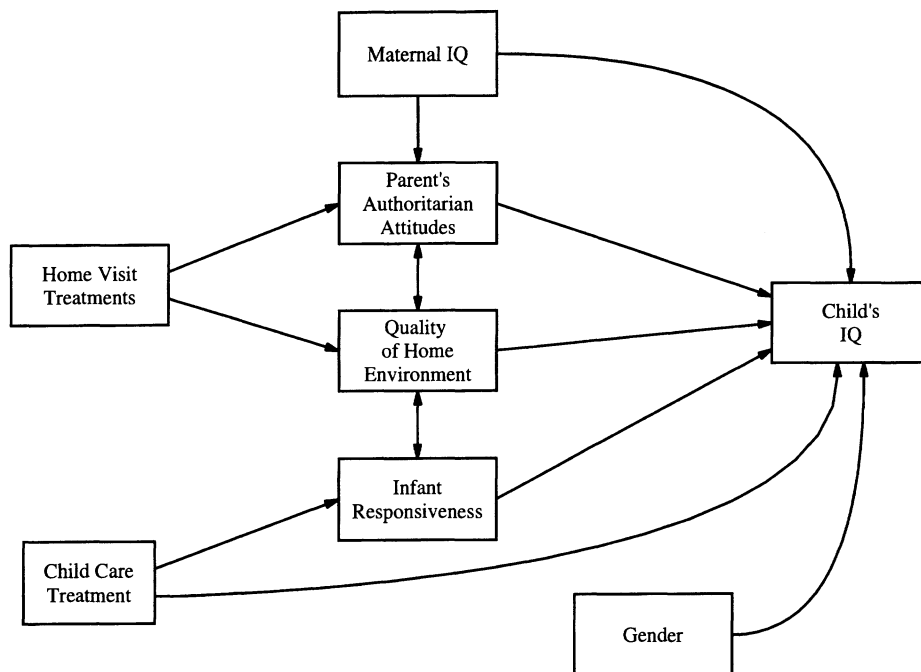 Maternal IQ
Parent's
Authoritarian
Attitudes
Home Visit
Treatments
Quality
of Home
Environment
Child's
IQ
Infant
Responsiveness
Child Care
Treatment
Gender